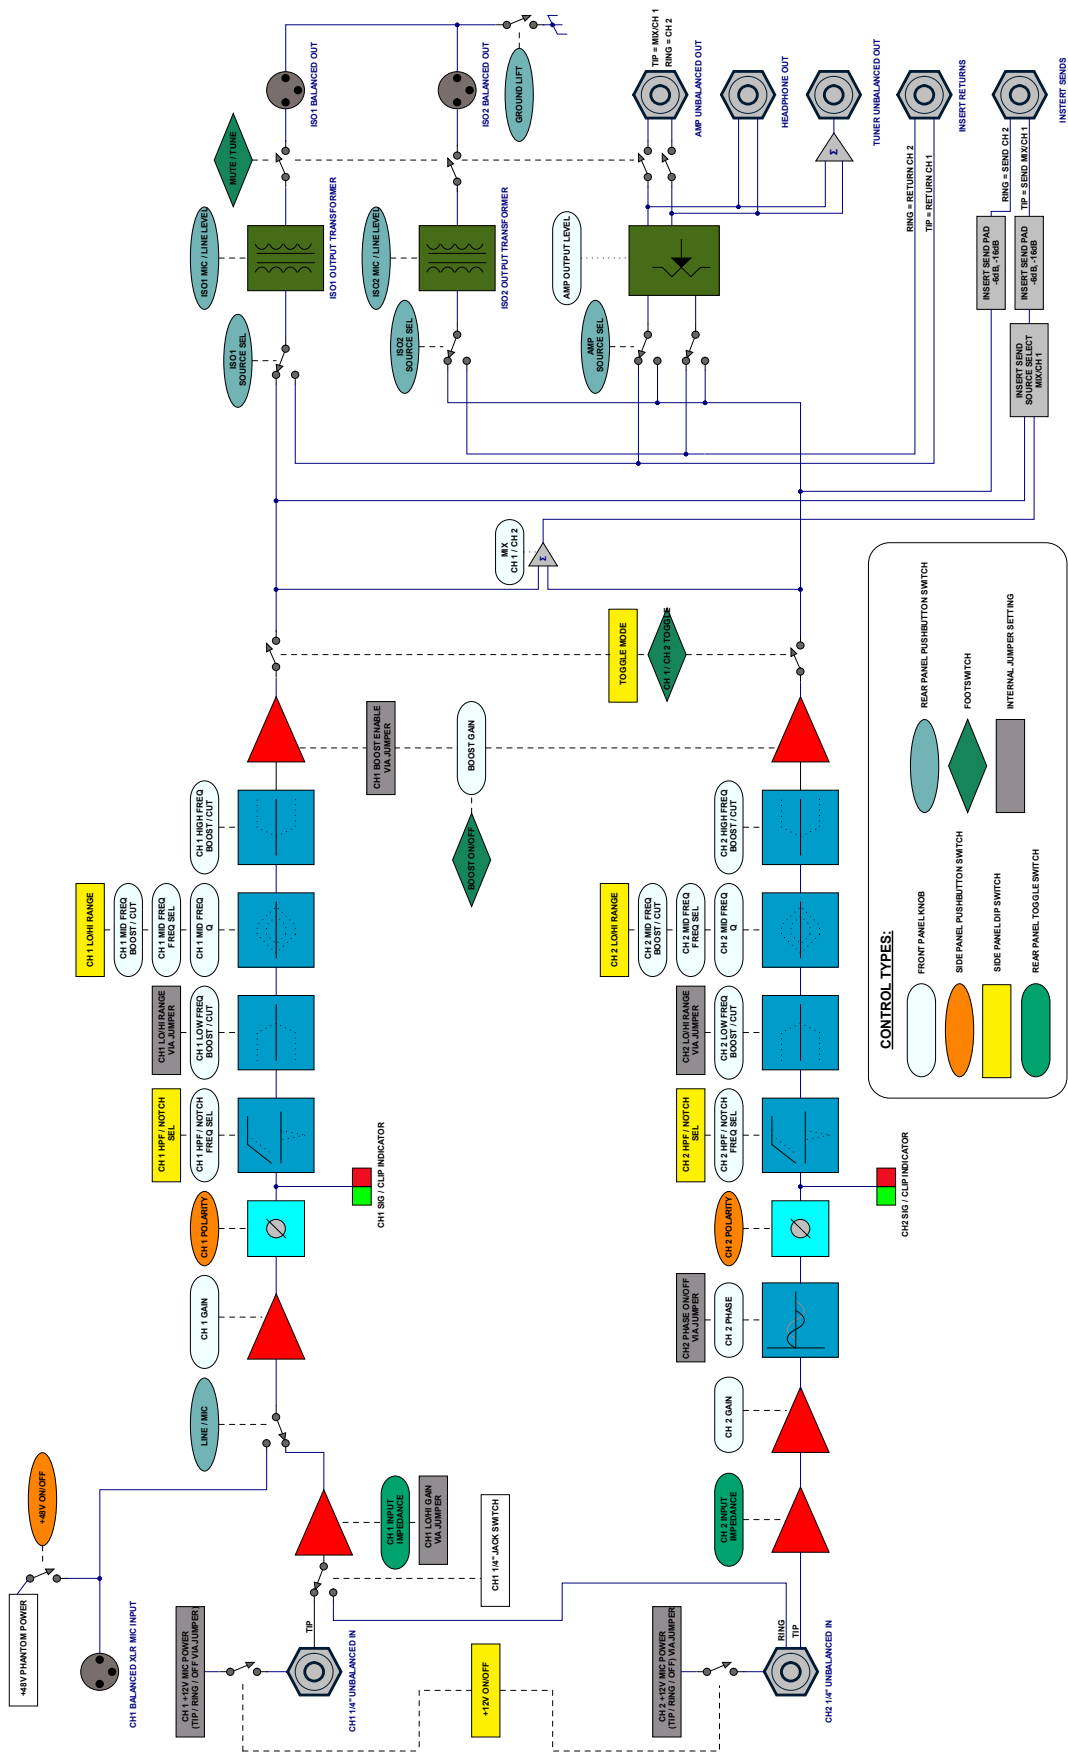 +48V PHANTOM POWER
+48V ON/OFF
CH1 BALANCED XLR MIC INPUT
CH 1 +12V MIC POWER
(TIP / RING / OFF VIA JUMPER)
CH1 1/4" UNBALANCED IN
TIP
CH1 1/4" JACK SWITCH
CH 1 INPUT
IMPEDANCE
CH1 LO/HI GAIN
VIA JUMPER
LINE / MIC
CH 1 GAIN
CH 1 POLARITY
CH1 SIG / CLIP INDICATOR
CH 1 HPF / NOTCH
SEL
CH 1 HPF / NOTCH
FREQ SEL
CH1 LO/HI RANGE
VIA JUMPER
CH 1 LOW FREQ
BOOST / CUT
CH 1 LO/HI RANGE
CH 1 MID FREQ
BOOST / CUT
CH 1 MID FREQ
FREQ SEL
CH 1 MID FREQ
Q
CH 1 HIGH FREQ
BOOST / CUT
CH1 BOOST ENABLE
VIA JUMPER
BOOST GAIN
BOOST ON/OFF
+12V ON/OFF
CH 2 +12V MIC POWER
(TIP / RING / OFF) VIA JUMPER
CH2 1/4" UNBALANCED IN
RING
TIP
CH 2 INPUT
IMPEDANCE
CH 2 GAIN
CH2 PHASE ON/OFF
VIA JUMPER
CH 2 PHASE
CH 2 POLARITY
CH2 SIG / CLIP INDICATOR
CH 2 HPF / NOTCH
SEL
CH 2 HPF / NOTCH
FREQ SEL
CH2 LO/HI RANGE
VIA JUMPER
CH 2 LOW FREQ
BOOST / CUT
CH 2 LO/HI RANGE
CH 2 MID FREQ
BOOST / CUT
CH 2 MID FREQ
FREQ SEL
CH 2 MID FREQ
Q
CH 2 HIGH FREQ
BOOST / CUT
TOGGLE MODE
CH 1 / CH 2 TOGGLE
MIX
CH 1 / CH 2
Σ
ISO1
SOURCE SEL
ISO1 MIC / LINE LEVEL
ISO1 OUTPUT TRANSFORMER
MUTE / TUNE
ISO1 BALANCED OUT
ISO2
SOURCE SEL
ISO2 MIC / LINE LEVEL
ISO2 OUTPUT TRANSFORMER
ISO2 BALANCED OUT
GROUND LIFT
AMP
SOURCE SEL
AMP OUTPUT LEVEL
TIP = MIX/CH 1
RING = CH 2
AMP UNBALANCED OUT
HEADPHONE OUT
Σ
TUNER UNBALANCED OUT
RING = RETURN CH 2
TIP = RETURN CH 1
INSERT RETURNS
INSERT SEND
SOURCE SELECT
MIX/CH 1
INSERT SEND PAD
-6dB, -16dB
INSERT SEND PAD
-6dB, -16dB
RING = SEND CH 2
TIP = SEND MIX/CH 1
INSTERT SENDS
CONTROL TYPES:
FRONT PANEL KNOB
SIDE PANEL PUSHBUTTON SWITCH
SIDE PANEL DIP SWITCH
REAR PANEL TOGGLE SWITCH
REAR PANEL PUSHBUTTON SWITCH
FOOTSWITCH
INTERNAL JUMPER SETTING